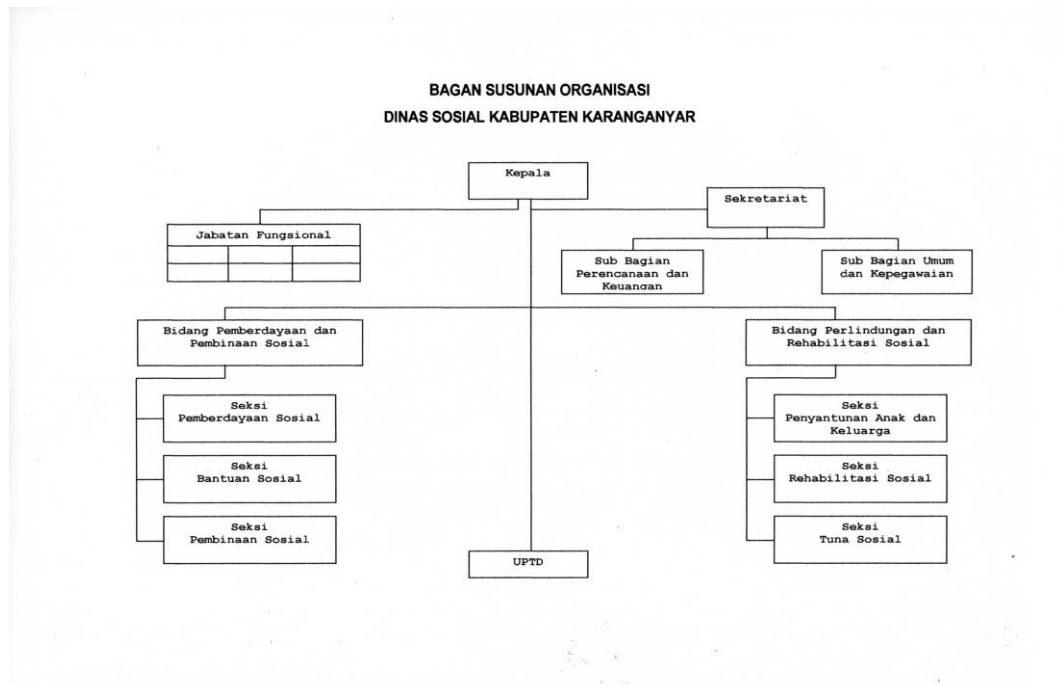 BAGAN SUSUNAN ORGANISASI
DINAS SOSIAL KABUPATEN KARANGANYAR
Kepala
Sekretariat
Jabatan Fungsional
Sub Bagian
Perencanaan dan
Keuangan
Sub Bagian Umum
dan Kepegawaian
Bidang Pemberdayaan dan
Pembinaan Sosial
Bidang Perlindungan dan
Rehabilitasi Sosial
Seksi
Pemberdayaan Sosial
Seksi
Bantuan Sosial
Seksi
Pembinaan Sosial
Seksi
Penyantunan Anak dan
Keluarga
Seksi
Rehabilitasi Sosial
Seksi
Tuna Sosial
UPTD